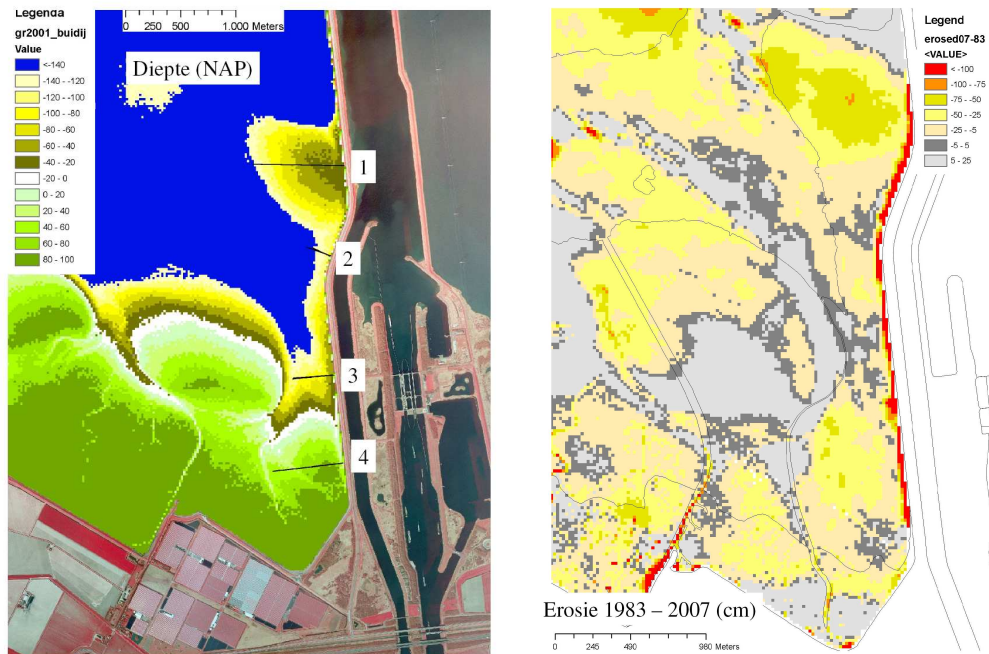 Legenda
gr2001_buidij
Value
<-140
-140 - -120
-120 - -100
-100 - -80
-80 - -60
-60 - -40
-40 - -20
-20 - 0
0 - 20
20 - 40
40 - 60
60 - 80
80 - 100
0 250 500 1.000 Meters
Diepte (NAP)
1
2
3
4
Legend
erosed07-83
<VALUE>
< -100
-100 - -75
-75 - -50
-50 - -25
-25 - -5
-5 - 5
5 - 25
Erosie 1983 – 2007 (cm)
0 245 490 980 Meters